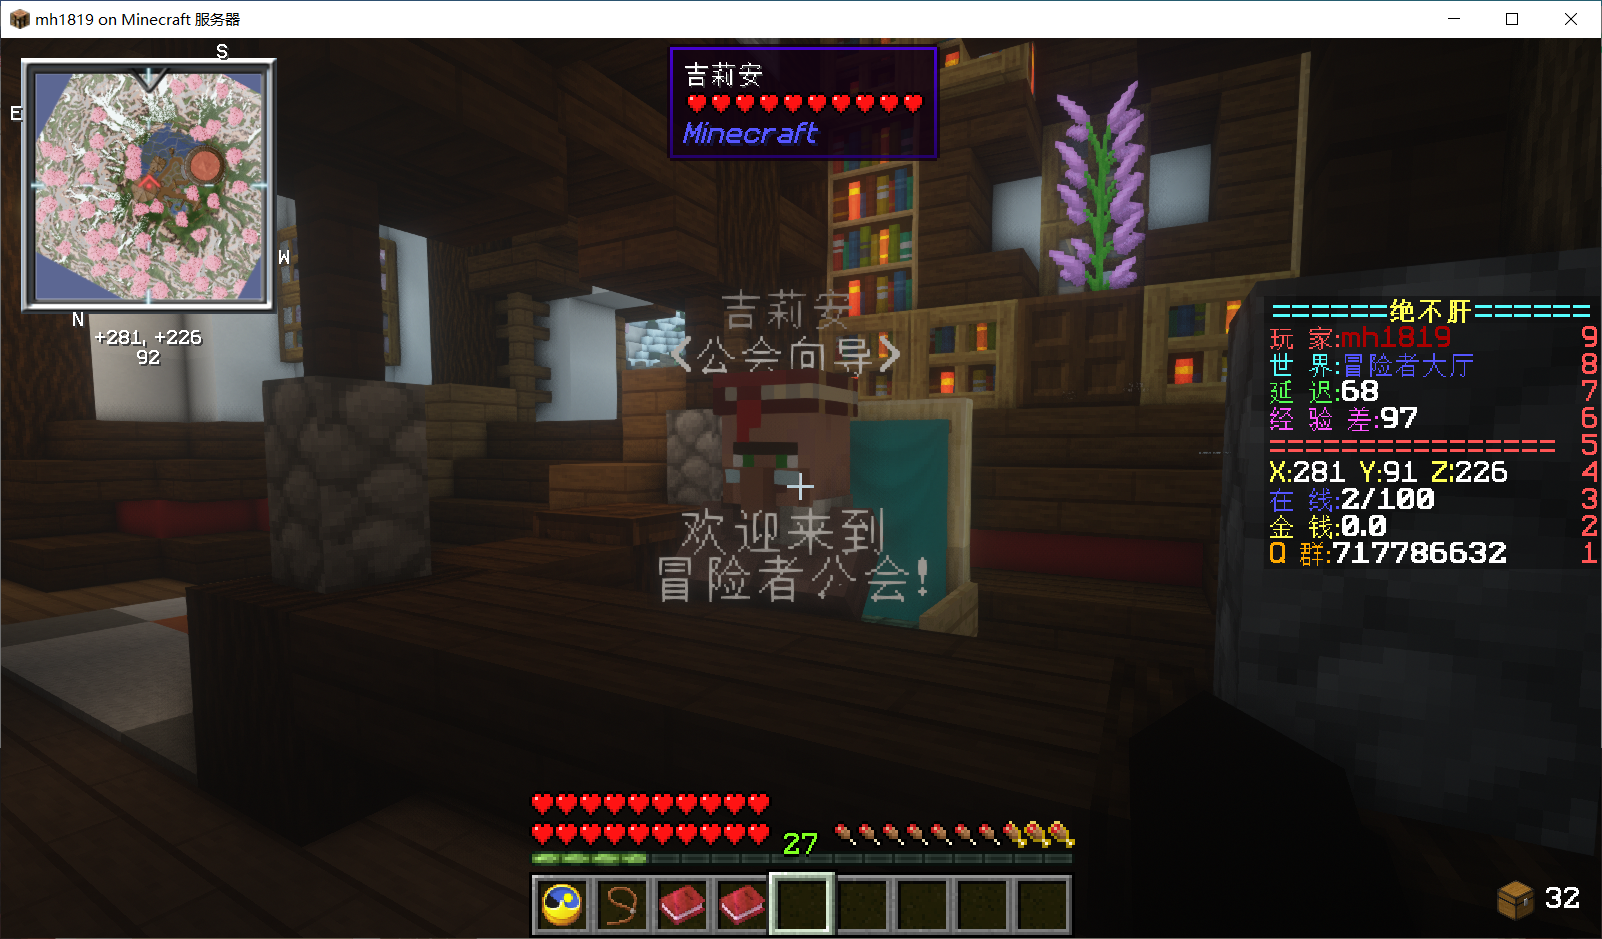 mh1819 on Minecraft 服务器
S
E
W
N
+281, +226
92
吉莉安
Minecraft
吉莉安
《公会向导》
欢迎来到
冒险者公会!
======绝不肝======
玩 家:mh1819 9
世 界:冒险者大厅 8
延 迟:68 7
经 验 差:97 6
================ 5
X:281 Y:91 Z:226 4
在 线:2/100 3
金 钱:0.0 2
Q 群:717786632 1
27
32